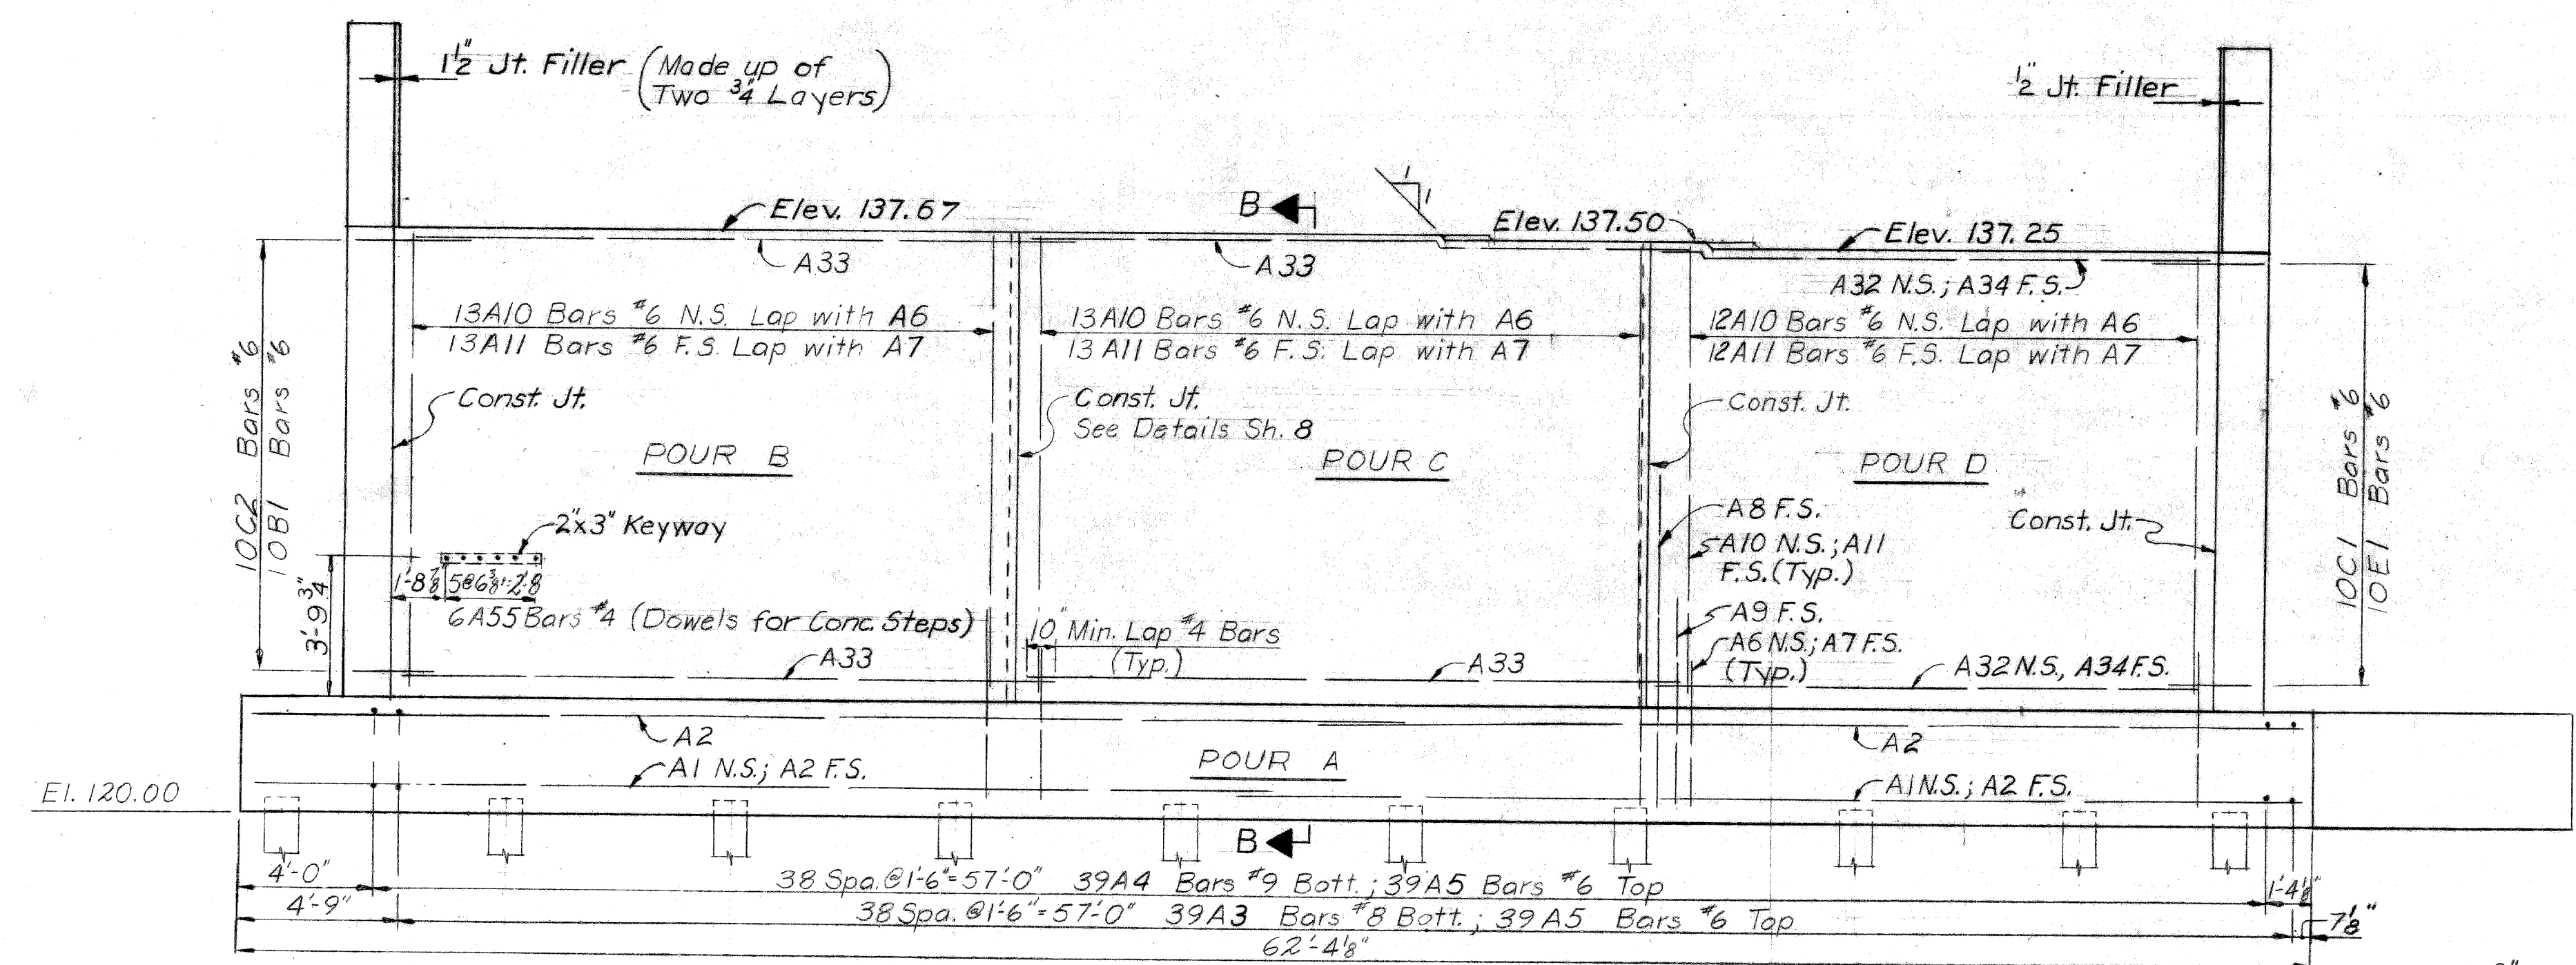 1½" Jt. Filler (Made up of
Two ¾" Layers)
½" Jt. Filler
1
1
B
Elev. 137.67
Elev. 137.50
Elev. 137.25
A33
A33
A32 N.S.; A34 F.S.
13A10 Bars #6 N.S. Lap with A6
13A11 Bars #6 F.S. Lap with A7
13A10 Bars #6 N.S. Lap with A6
13A11 Bars #6 F.S. Lap with A7
12A10 Bars #6 N.S. Lap with A6
12A11 Bars #6 F.S. Lap with A7
10C2 Bars #6
10B1 Bars #6
10C1 Bars #6
10E1 Bars #6
Const. Jt.
Const. Jt.
See Details Sh. 8
Const. Jt.
POUR B
POUR C
POUR D
A8 F.S.
2"x3" Keyway
Const. Jt.
A10 N.S.; A11
F.S. (Typ.)
3'-9¾"
1'-8⅞"
5@6⅜"=2'-8
6A55 Bars #4 (Dowels for Conc. Steps)
10" Min. Lap #4 Bars
(Typ.)
A9 F.S.
A6 N.S.; A7 F.S.
(Typ.)
A33
A33
A32 N.S., A34 F.S.
A2
A2
A1 N.S.; A2 F.S.
POUR A
A1 N.S.; A2 F.S.
El. 120.00
B
4'-0"
38 Spa. @ 1'-6" = 57'-0" 39A4 Bars #9 Bott.; 39A5 Bars #6 Top
1'-4⅛"
4'-9"
38 Spa. @ 1'-6" = 57'-0" 39A3 Bars #8 Bott.; 39A5 Bars #6 Top
7⅛"
62'-4⅛"